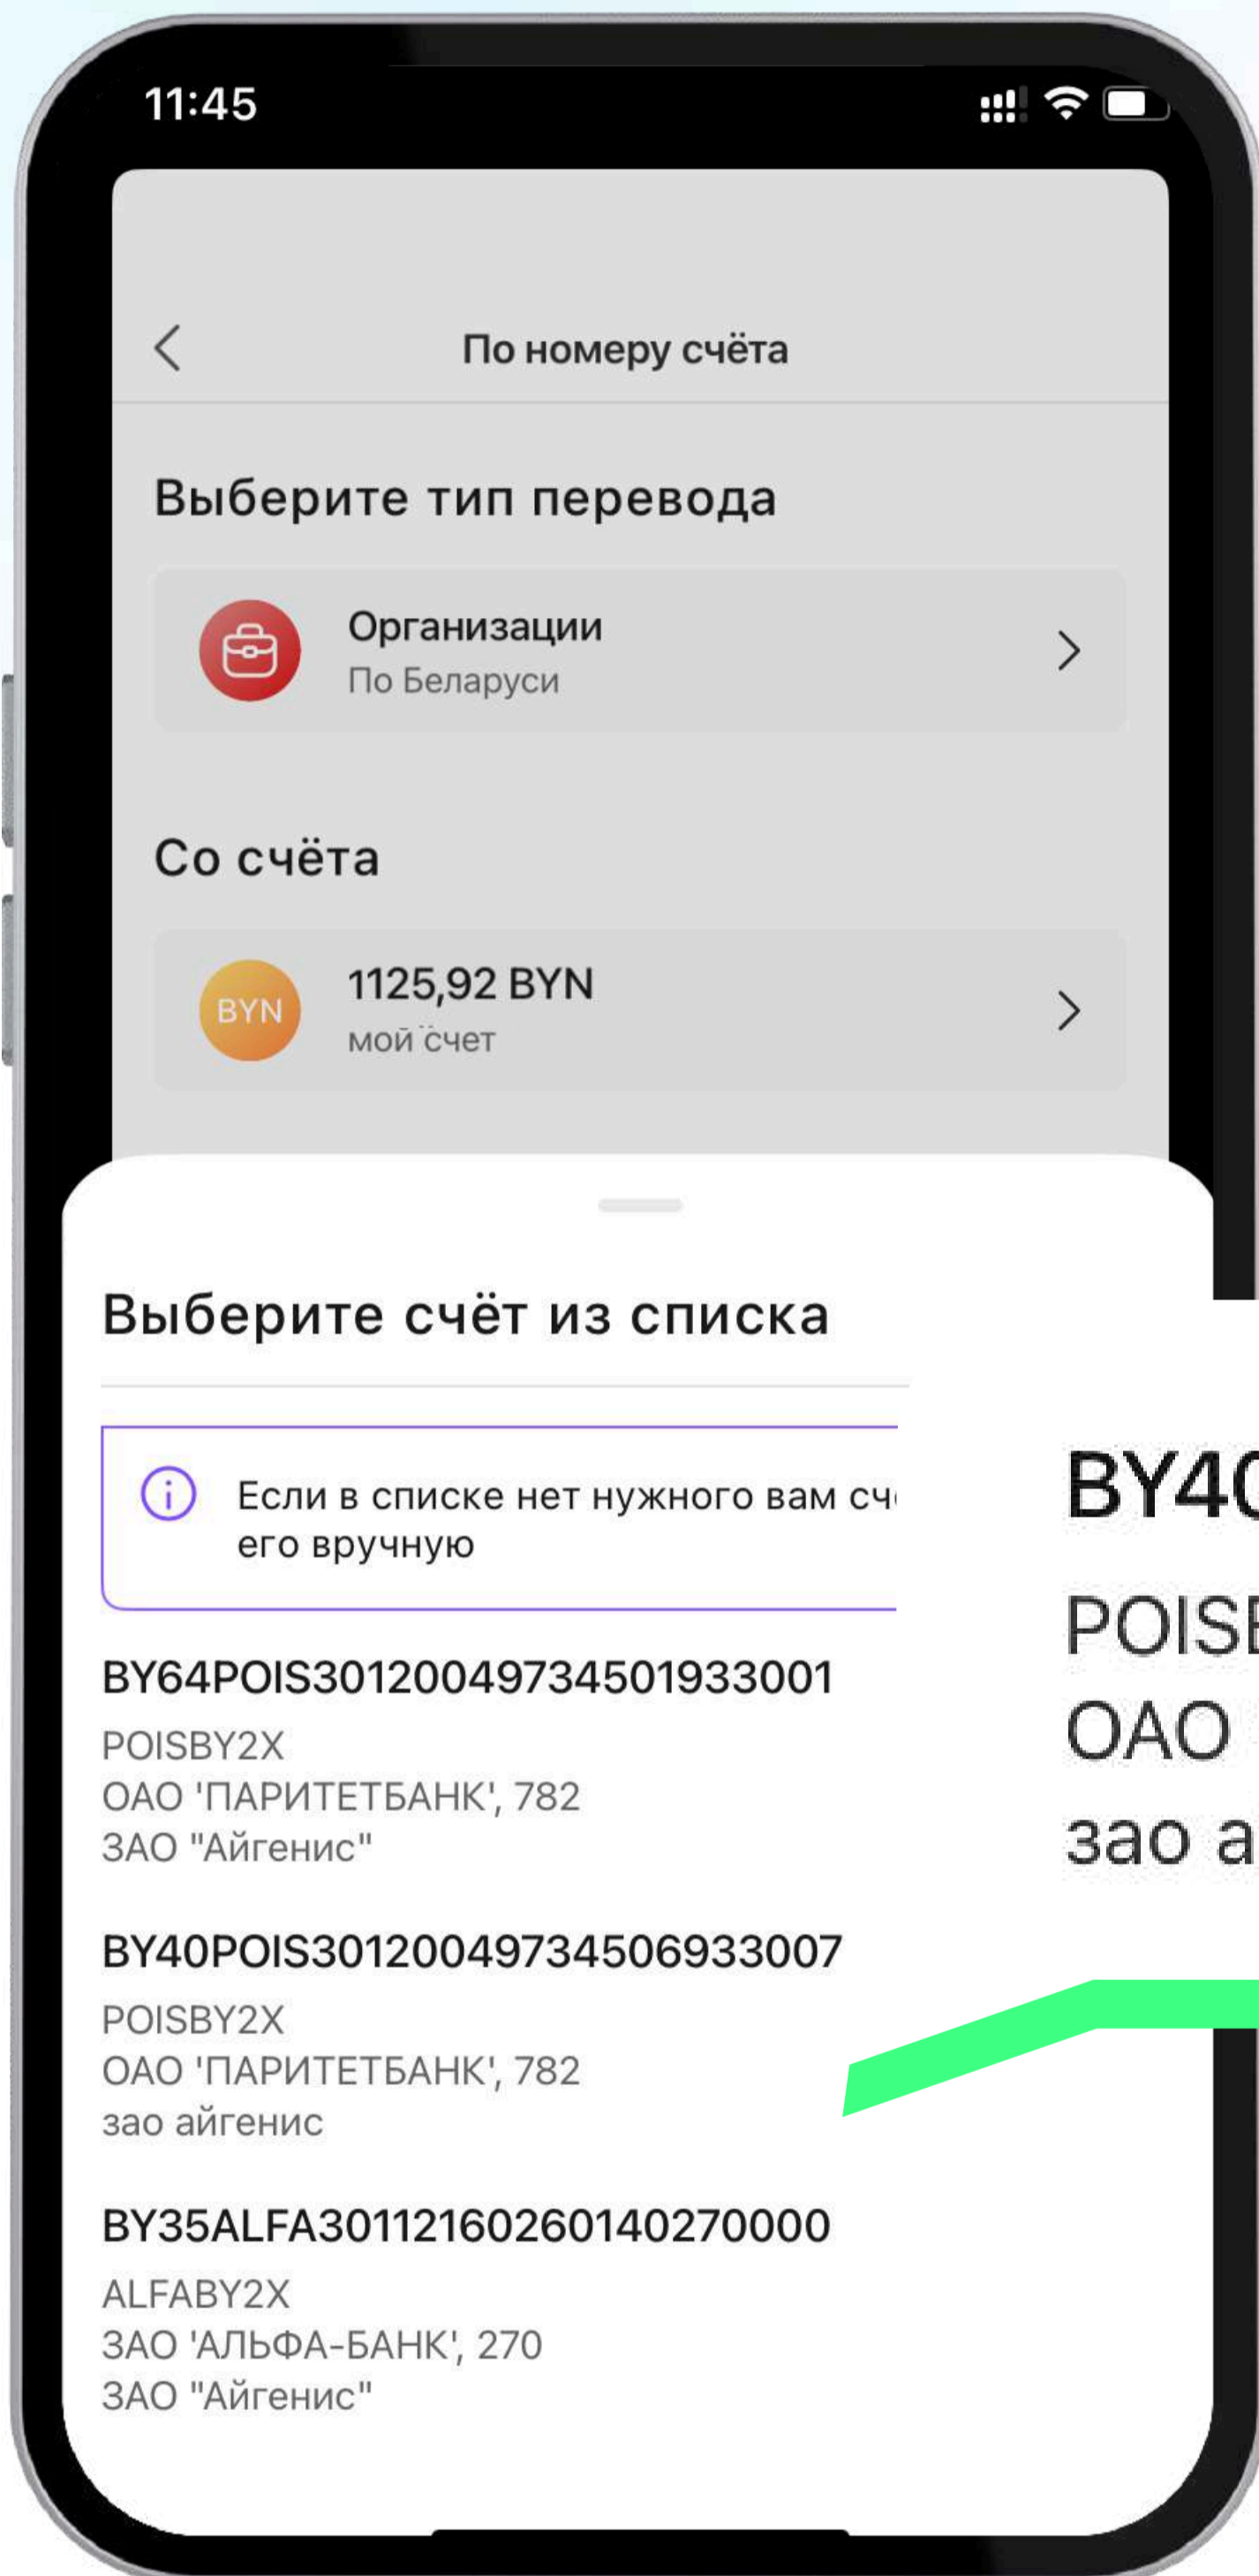 11:45
По номеру счёта
Выберите тип перевода
Организации
По Беларуси
Со счёта
BYN
1125,92 BYN
мой счет
Выберите счёт из списка
Если в списке нет нужного вам
его вручную
BY64POIS30120049734501933001
POISBY2X
ОАО 'ПАРИТЕТБАНК', 782
ЗАО "Айгенис"
BY40POIS30120049734506933007
POISBY2X
ОАО 'ПАРИТЕТБАНК', 782
зао айгенис
BY35ALFA30112160260140270000
ALFABY2X
ЗАО 'АЛЬФА-БАНК', 270
ЗАО "Айгенис"
BY40
POISB
ОАО
зао а